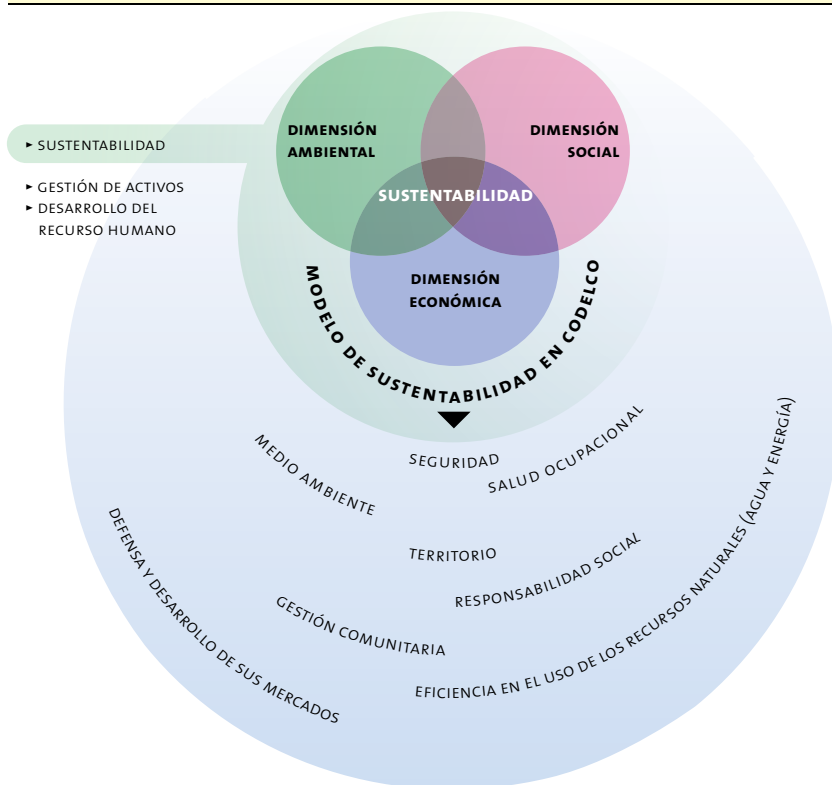 DIMENSIÓN
AMBIENTAL
DIMENSIÓN
SOCIAL
► SUSTENTABILIDAD
► GESTIÓN DE ACTIVOS
► DESARROLLO DEL
RECURSO HUMANO
SUSTENTABILIDAD
DIMENSIÓN
ECONÓMICA
MODELO DE SUSTENTABILIDAD EN CODELCO
MEDIO AMBIENTE
SEGURIDAD
SALUD OCUPACIONAL
TERRITORIO
GESTIÓN COMUNITARIA
RESPONSABILIDAD SOCIAL
DEFENSA Y DESARROLLO DE SUS MERCADOS
EFICIENCIA EN EL USO DE LOS RECURSOS NATURALES (AGUA Y ENERGÍA)